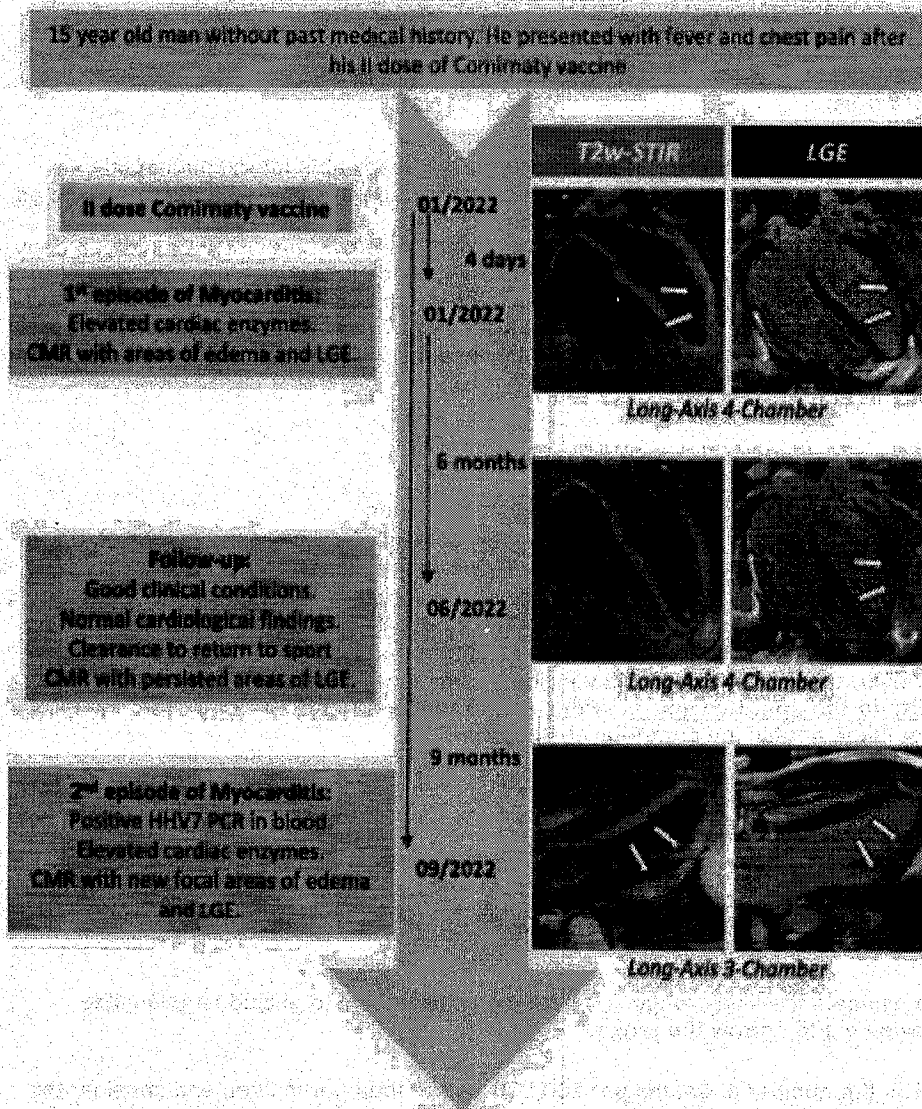 15 year old man without past medical history. He presented with fever and chest pain after
his II dose of Comirnaty vaccine
T2w-STIR
LGE
II dose Comirnaty vaccine
01/2022
4 days
1st episode of Myocarditis:
Elevated cardiac enzymes.
CMR with areas of edema and LGE.
01/2022
Long-Axis 4-Chamber
6 months
Follow-up:
Good clinical conditions.
Normal cardiological findings.
Clearance to return to sport
CMR with persisted areas of LGE.
06/2022
Long-Axis 4-Chamber
9 months
2nd episode of Myocarditis:
Positive HHV7 PCR in blood
Elevated cardiac enzymes.
CMR with new focal areas of edema
and LGE.
09/2022
Long-Axis 3-Chamber